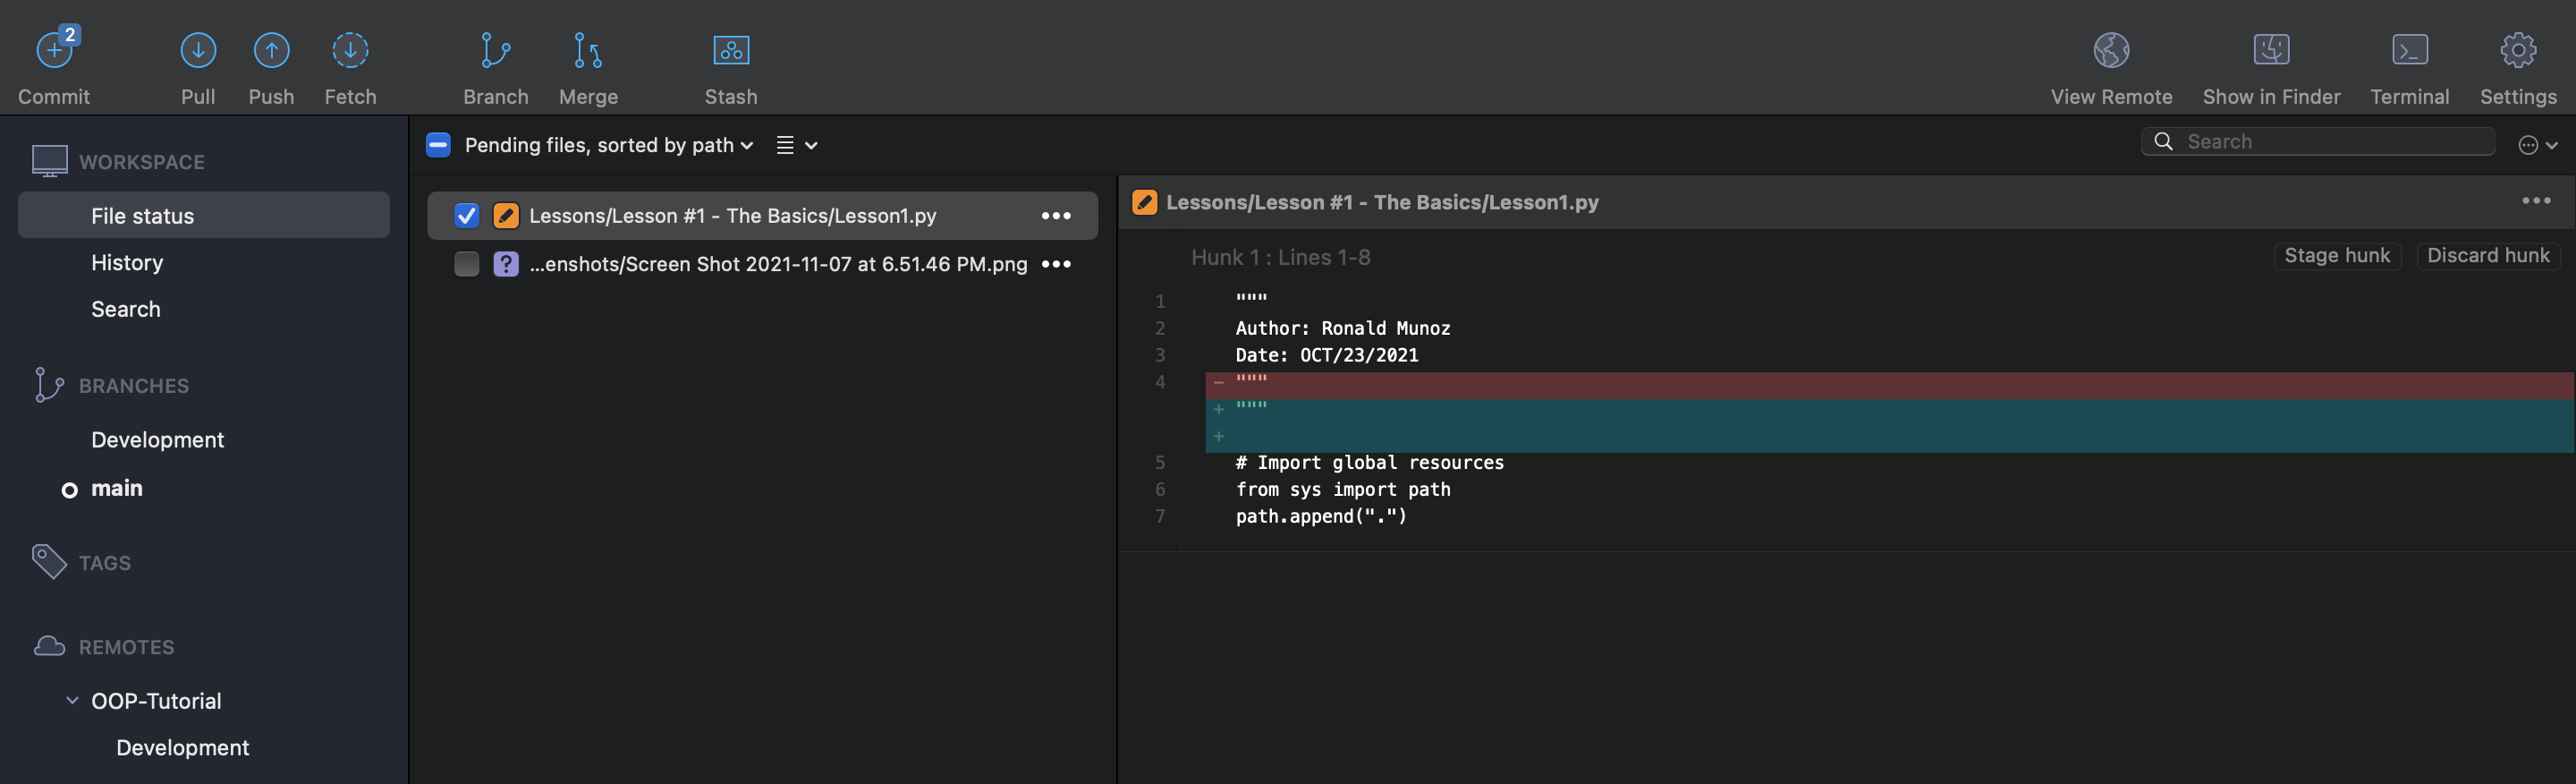 2
Commit
Pull
Push
Fetch
Branch
Merge
Stash
View Remote
Show in Finder
Terminal
Settings
WORKSPACE
File status
History
Search
BRANCHES
Development
main
TAGS
REMOTES
OOP-Tutorial
Development
Pending files, sorted by path
Search
Lessons/Lesson #1 - The Basics/Lesson1.py
...enshots/Screen Shot 2021-11-07 at 6.51.46 PM.png
Lessons/Lesson #1 - The Basics/Lesson1.py
Hunk 1 : Lines 1-8
Stage hunk
Discard hunk
1 """
2 Author: Ronald Munoz
3 Date: OCT/23/2021
4 - """
+ """
+
5 # Import global resources
6 from sys import path
7 path.append(".")